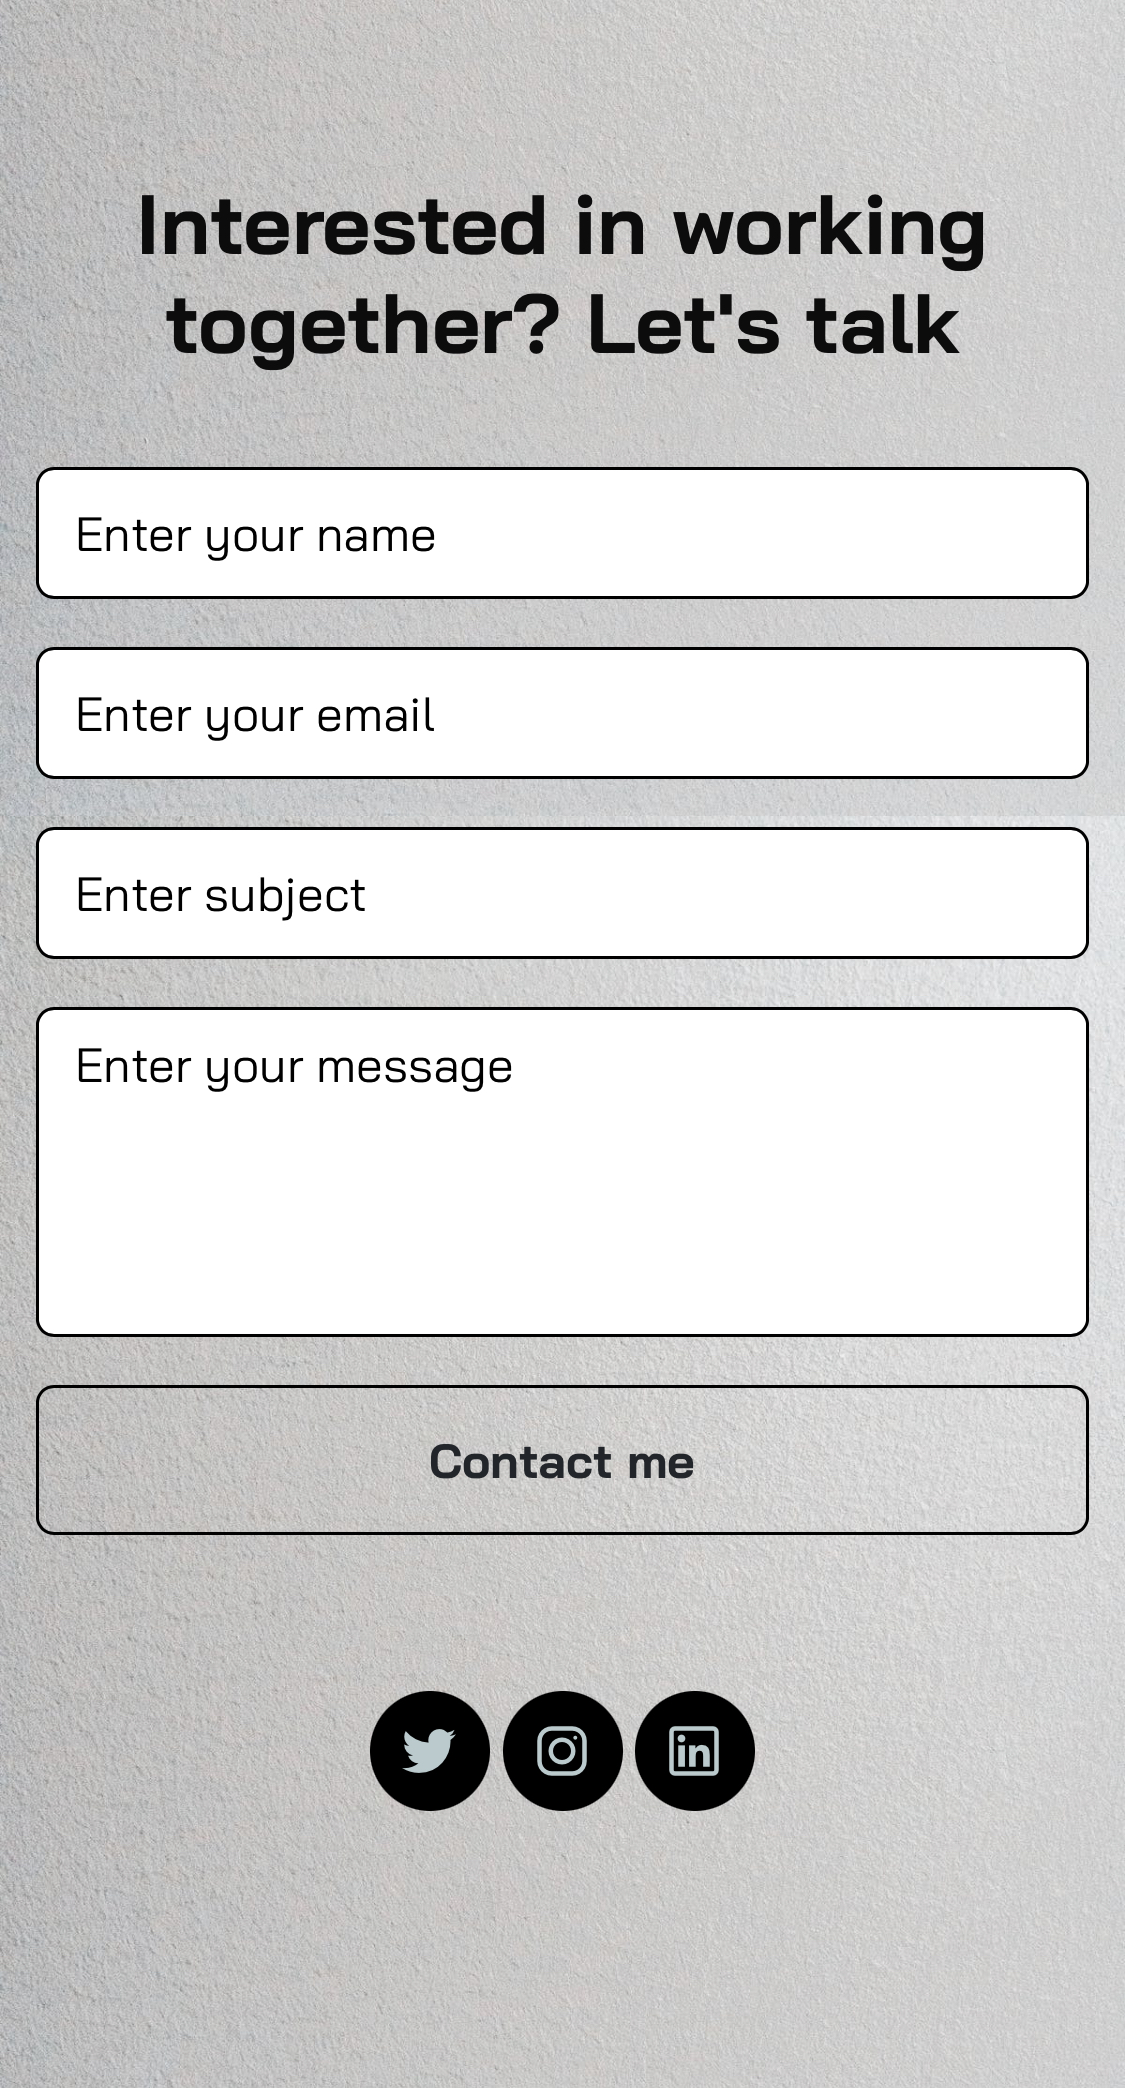 Interested in working
together? Let's talk
Enter your name
Enter your email
Enter subject
Enter your message
Contact me
in